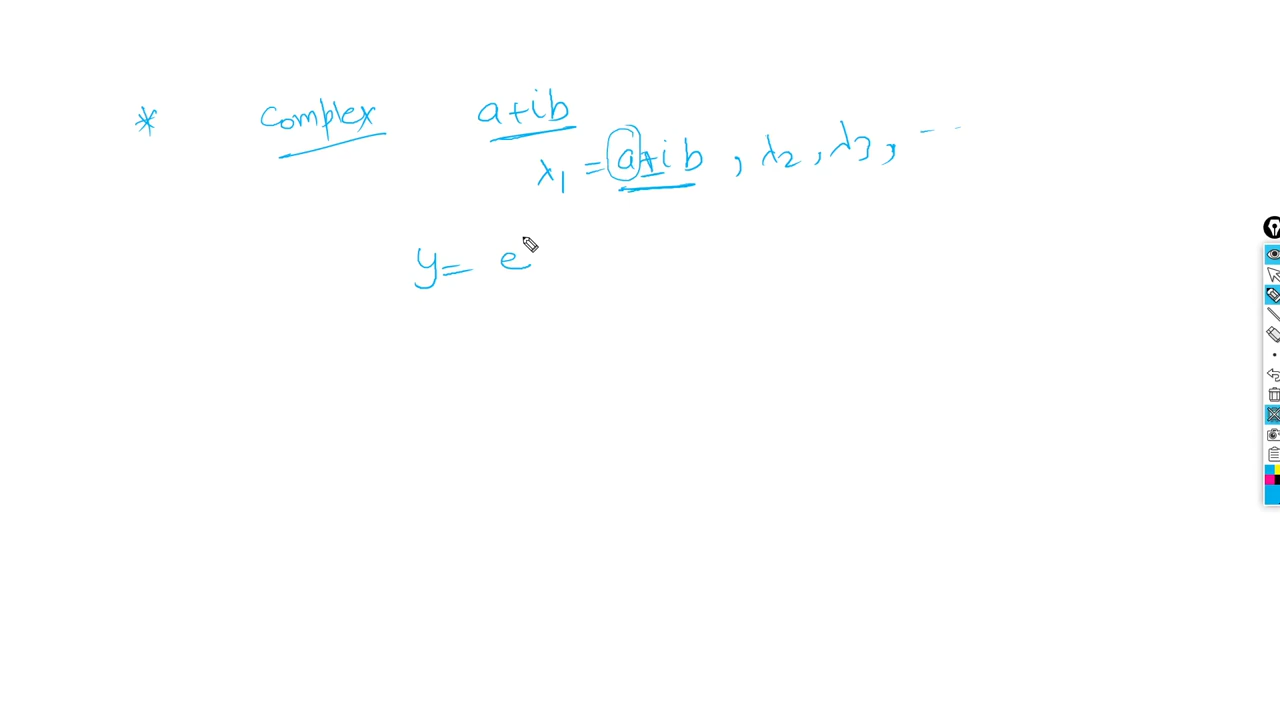 * complex a+ib
λ1 = a±ib , λ2 , λ3 , - -
y= e